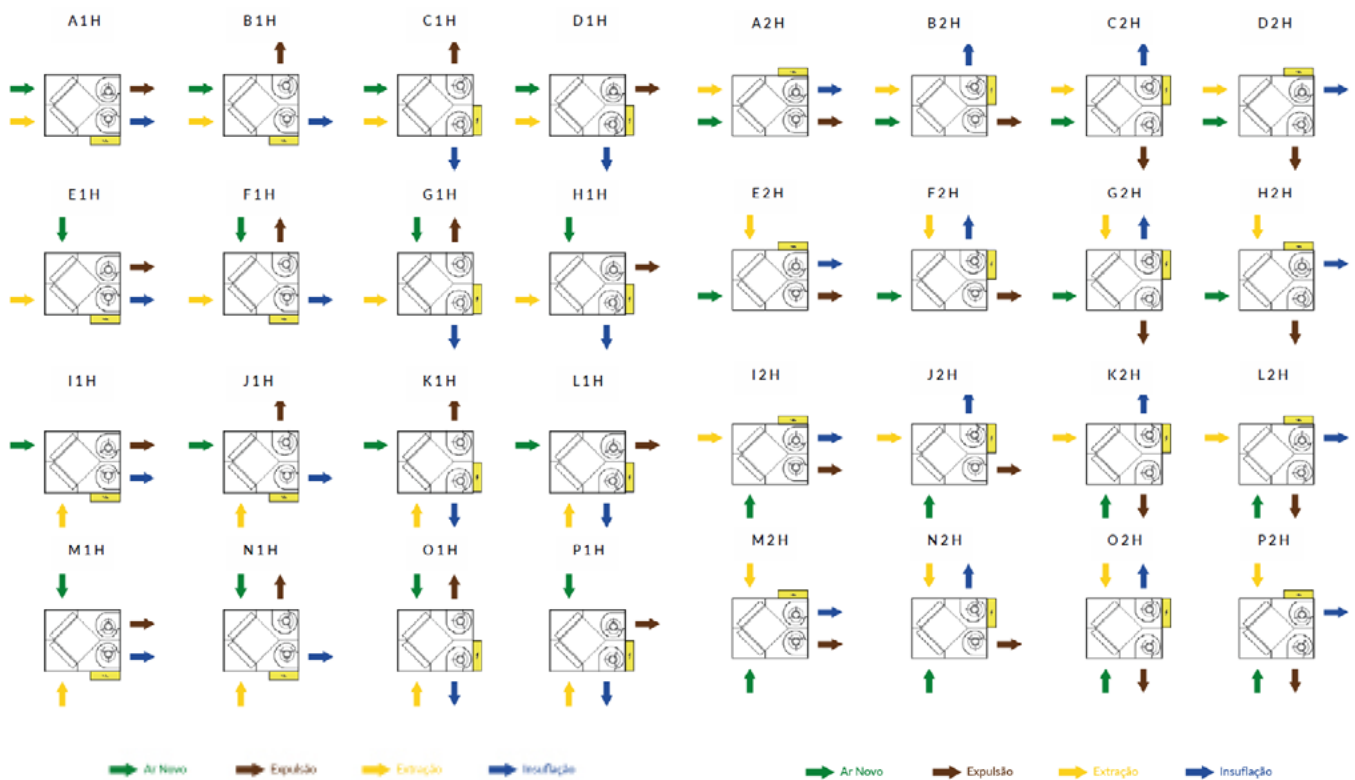 A1H B1H C1H D1H A2H B2H C2H D2H
E1H F1H G1H H1H E2H F2H G2H H2H
I1H J1H K1H L1H I2H J2H K2H L2H
M1H N1H O1H P1H M2H N2H O2H P2H
Ar Novo Expulsão Extração Insuflação Ar Novo Expulsão Extração Insuflação